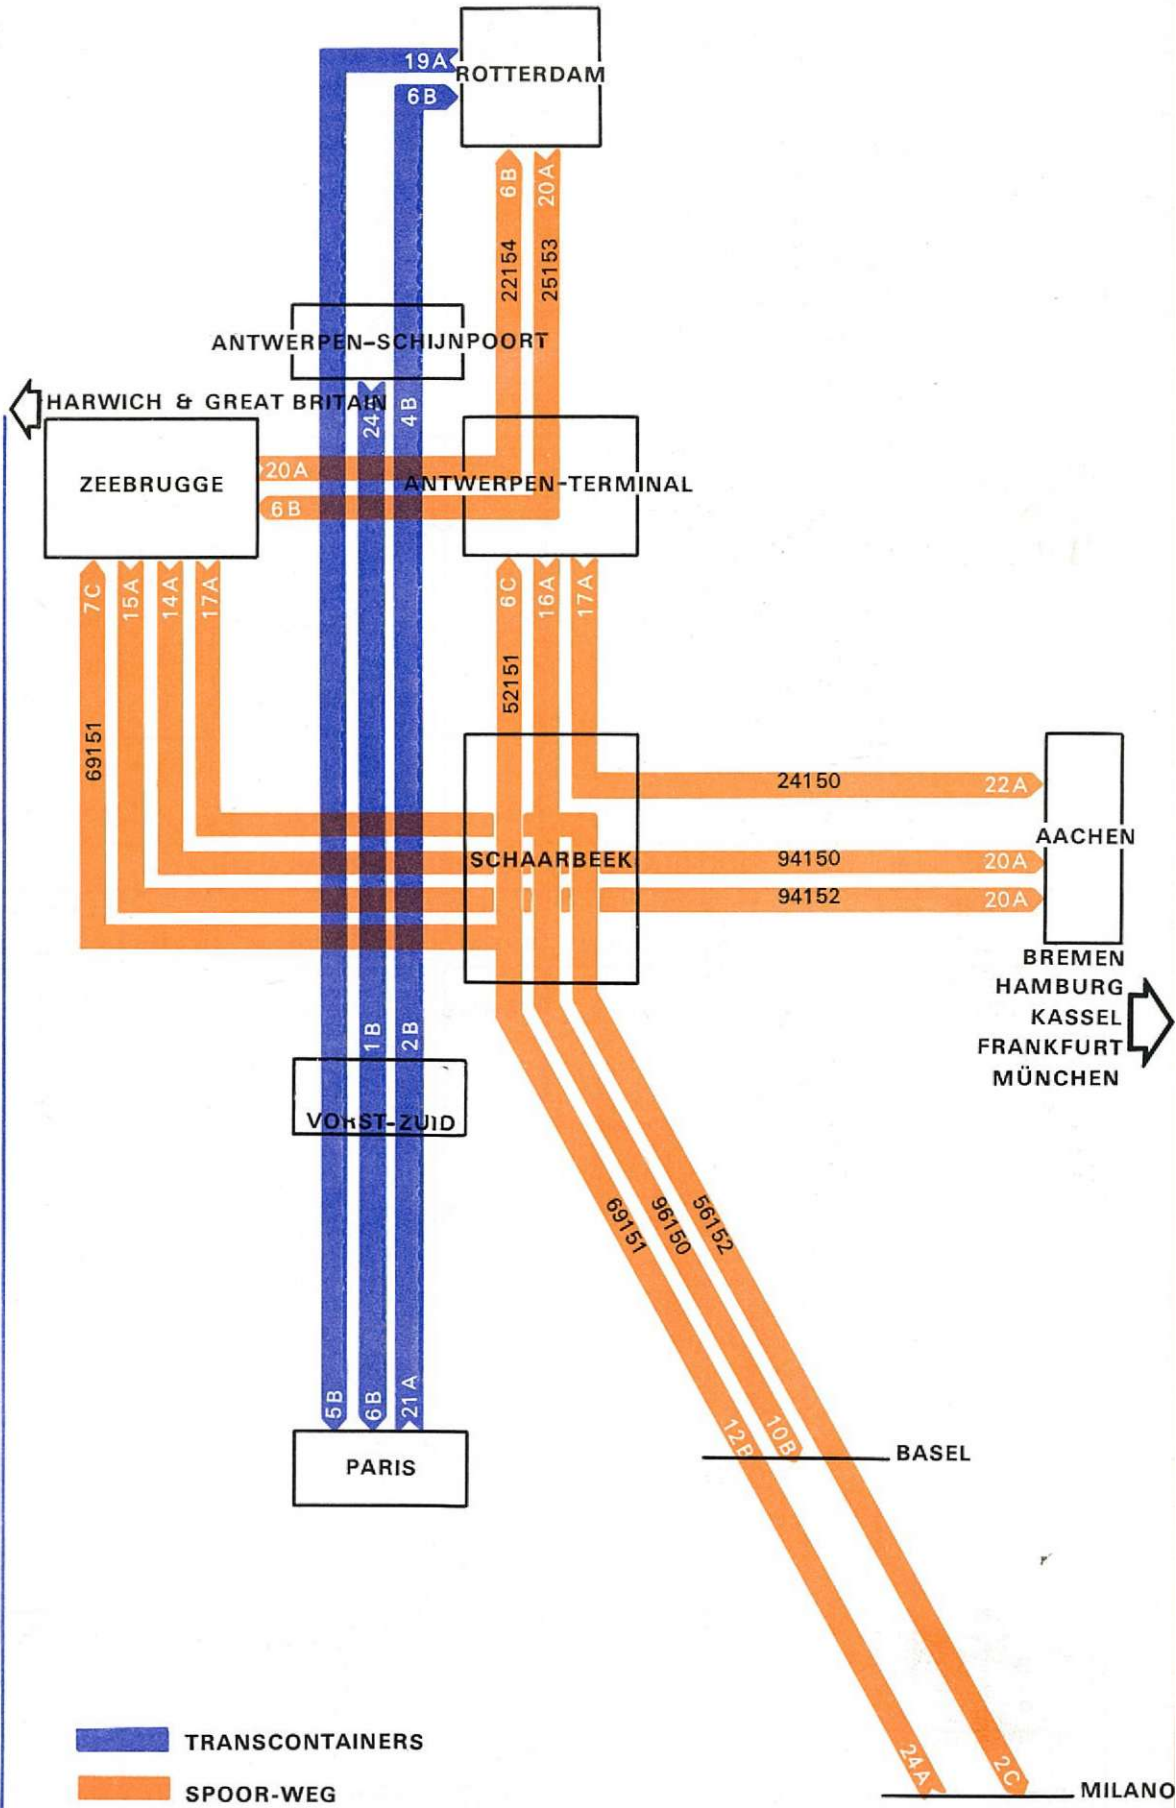 19A
ROTTERDAM
6B
6B
20A
22154
25153
ANTWERPEN-SCHIJNPOORT
HARWICH & GREAT BRITAIN
4B
ZEEBRUGGE
20A
ANTWERPEN-TERMINAL
6B
7C
15A
14A
17A
6C
16A
17A
52151
69151
24150
22A
AACHEN
SCHAARBEEK
94150
20A
94152
20A
BREMEN
HAMBURG
KASSEL
FRANKFURT
MÜNCHEN
1B
2B
VORST-ZUID
69151
96150
56152
5B
6B
21A
12B
10B
BASEL
PARIS
24A
2C
MILANO
TRANSCONTAINERS
SPOOR-WEG